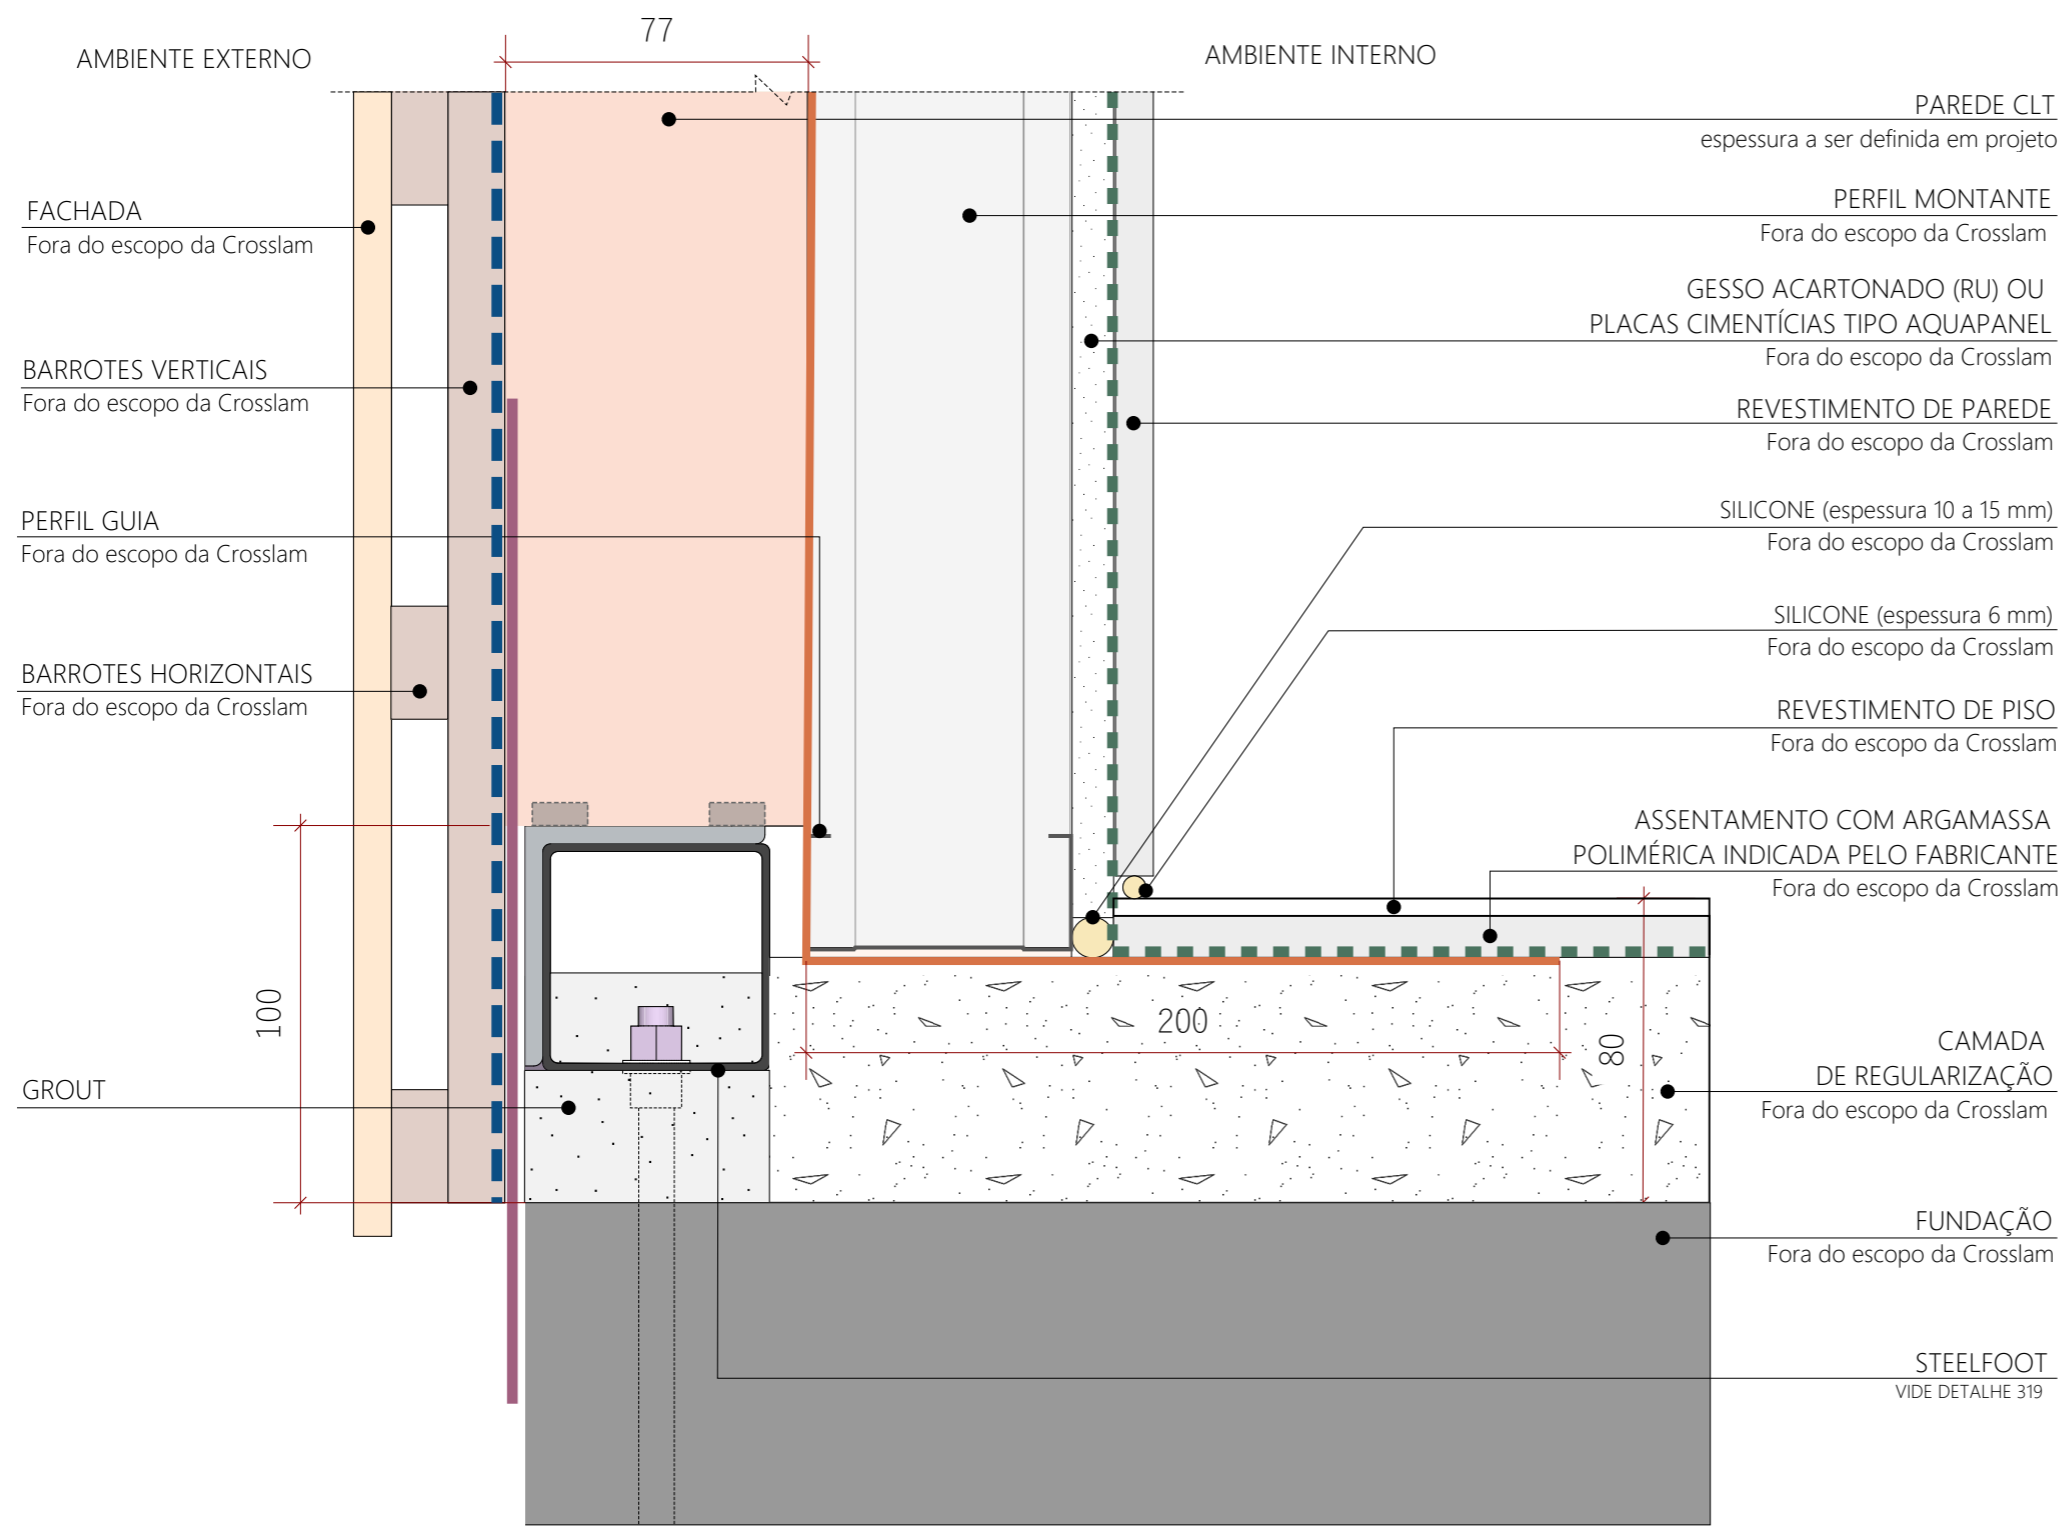 77
AMBIENTE EXTERNO
AMBIENTE INTERNO
PAREDE CLT
espessura a ser definida em projeto
FACHADA
Fora do escopo da Crosslam
PERFIL MONTANTE
Fora do escopo da Crosslam
GESSO ACARTONADO (RU) OU
PLACAS CIMENTÍCIAS TIPO AQUAPANEL
Fora do escopo da Crosslam
BARROTES VERTICAIS
Fora do escopo da Crosslam
REVESTIMENTO DE PAREDE
Fora do escopo da Crosslam
PERFIL GUIA
Fora do escopo da Crosslam
SILICONE (espessura 10 a 15 mm)
Fora do escopo da Crosslam
SILICONE (espessura 6 mm)
Fora do escopo da Crosslam
BARROTES HORIZONTAIS
Fora do escopo da Crosslam
REVESTIMENTO DE PISO
Fora do escopo da Crosslam
ASSENTAMENTO COM ARGAMASSA
POLIMÉRICA INDICADA PELO FABRICANTE
Fora do escopo da Crosslam
100
200
80
CAMADA
DE REGULARIZAÇÃO
Fora do escopo da Crosslam
GROUT
FUNDAÇÃO
Fora do escopo da Crosslam
STEELFOOT
VIDE DETALHE 319